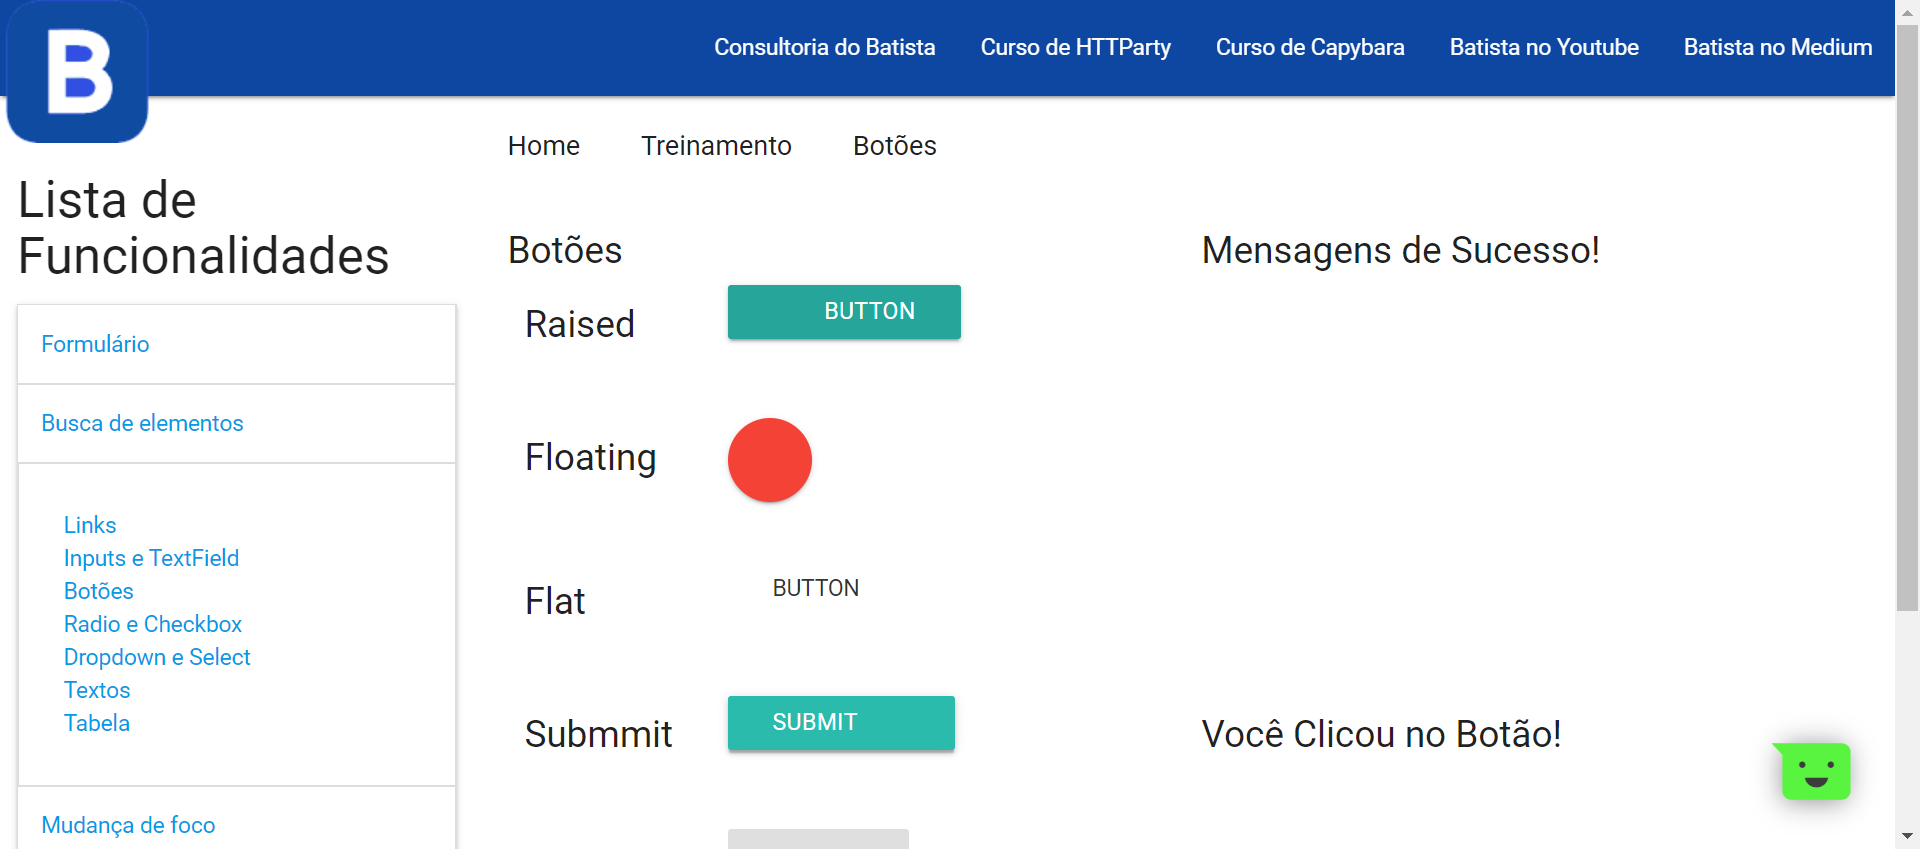 B
Consultoria do Batista
Curso de HTTParty
Curso de Capybara
Batista no Youtube
Batista no Medium
Lista de
Funcionalidades
Formulário
Busca de elementos
Links
Inputs e TextField
Botões
Radio e Checkbox
Dropdown e Select
Textos
Tabela
Mudança de foco
Home
Treinamento
Botões
Botões
Mensagens de Sucesso!
Raised
BUTTON
Floating
Flat
BUTTON
Submmit
SUBMIT
Você Clicou no Botão!